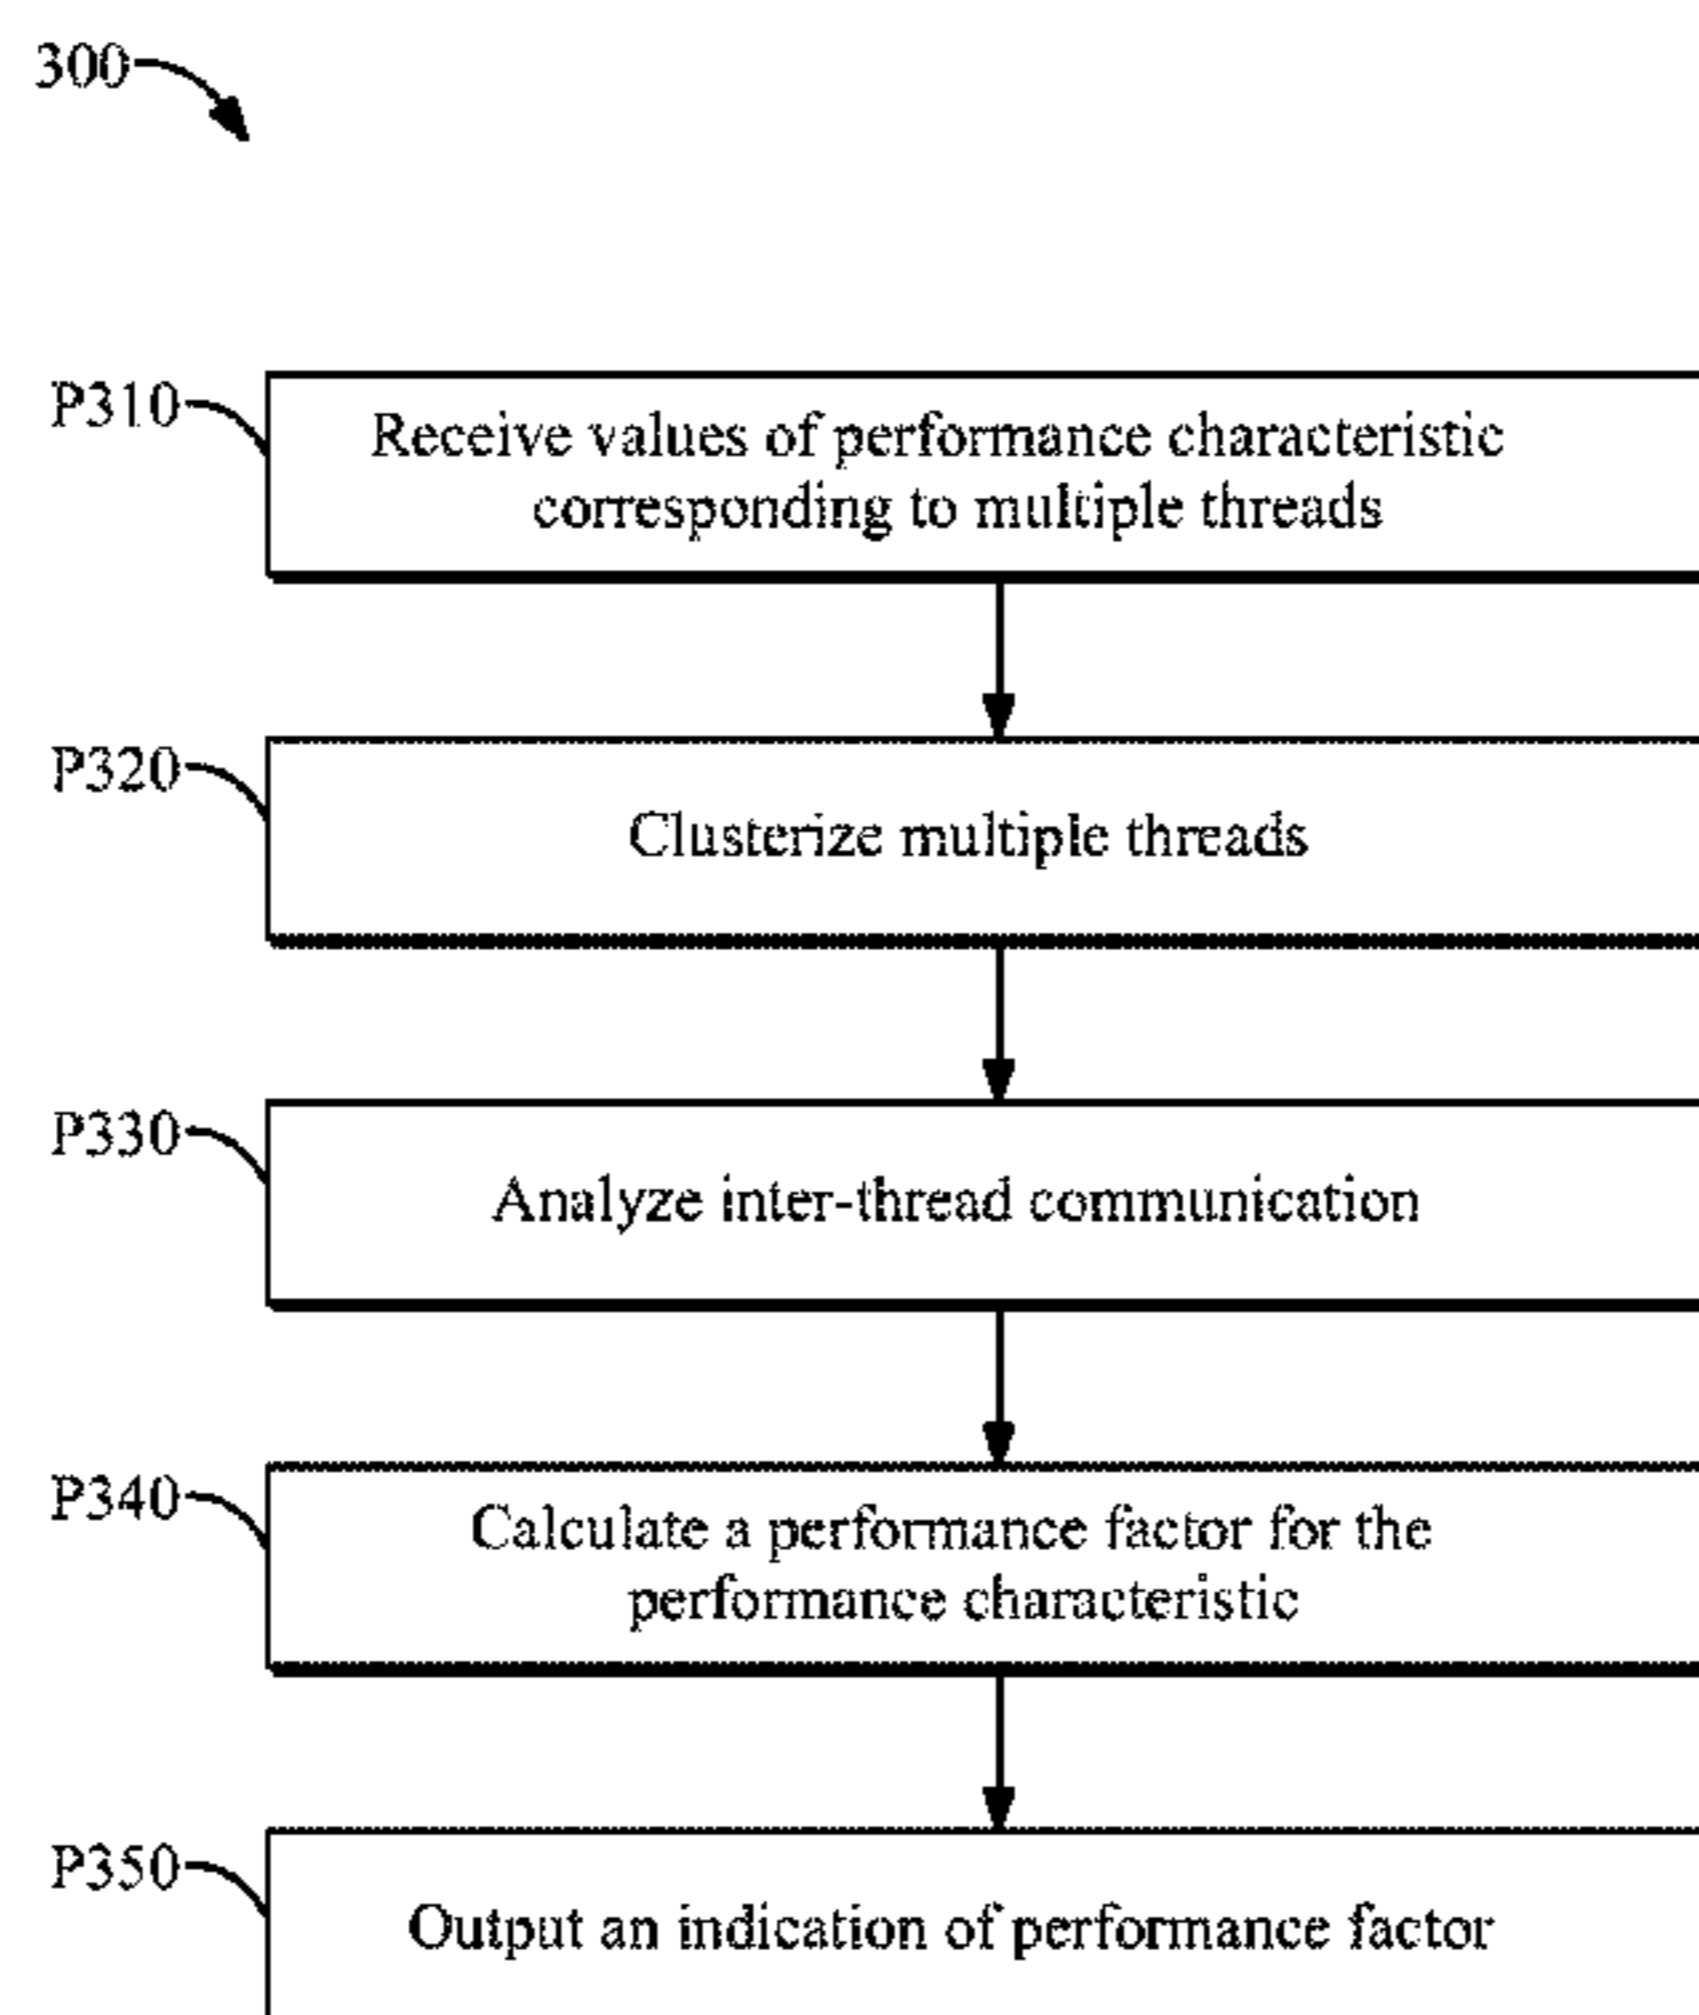 300
P310
Receive values of performance characteristic
corresponding to multiple threads
P320
Clusterize multiple threads
P330
Analyze inter-thread communication
P340
Calculate a performance factor for the
performance characteristic
P350
Output an indication of performance factor